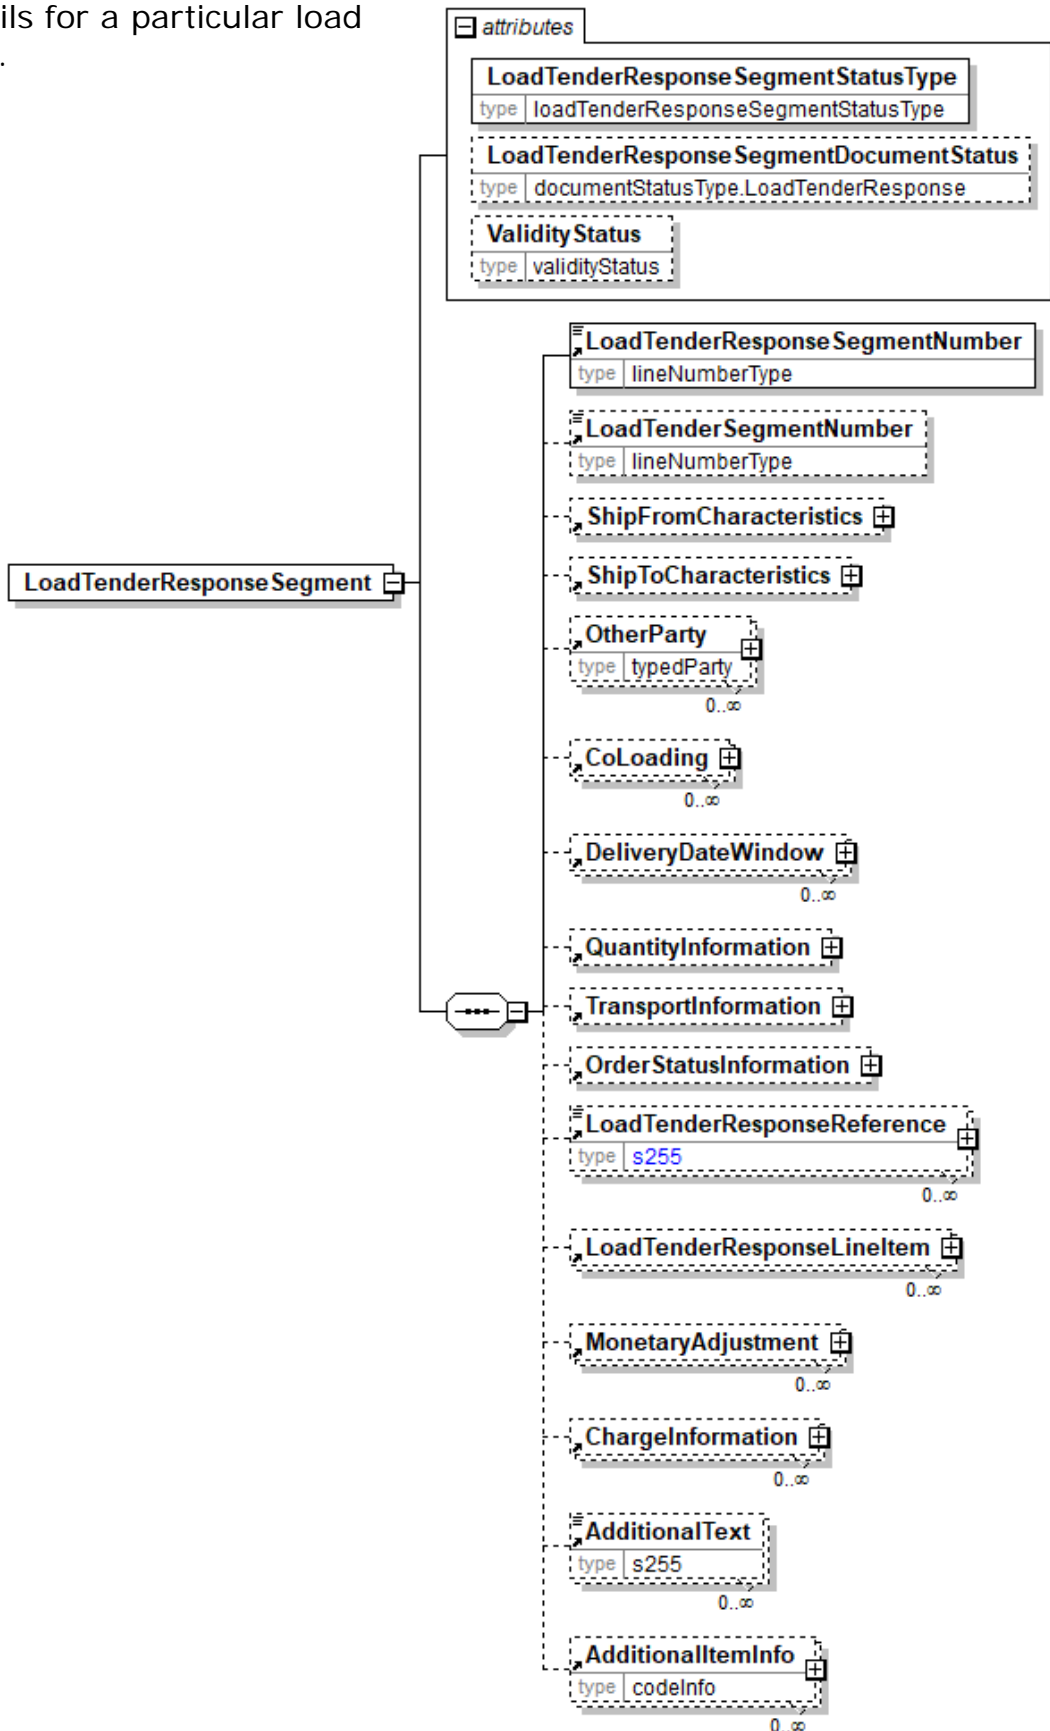 ils for a particular load
.
attributes
LoadTenderResponseSegmentStatusType
type loadTenderResponseSegmentStatusType
LoadTenderResponseSegmentDocumentStatus
type documentStatusType.LoadTenderResponse
ValidityStatus
type validityStatus
LoadTenderResponseSegmentNumber
type lineNumberType
LoadTenderSegmentNumber
type lineNumberType
ShipFromCharacteristics
ShipToCharacteristics
LoadTenderResponseSegment
OtherParty
type typedParty
0..∞
CoLoading
0..∞
DeliveryDateWindow
0..∞
QuantityInformation
TransportInformation
OrderStatusInformation
LoadTenderResponseReference
type s255
0..∞
LoadTenderResponseLineItem
0..∞
MonetaryAdjustment
0..∞
ChargeInformation
0..∞
AdditionalText
type s255
0..∞
AdditionalItemInfo
type codeInfo
0..∞